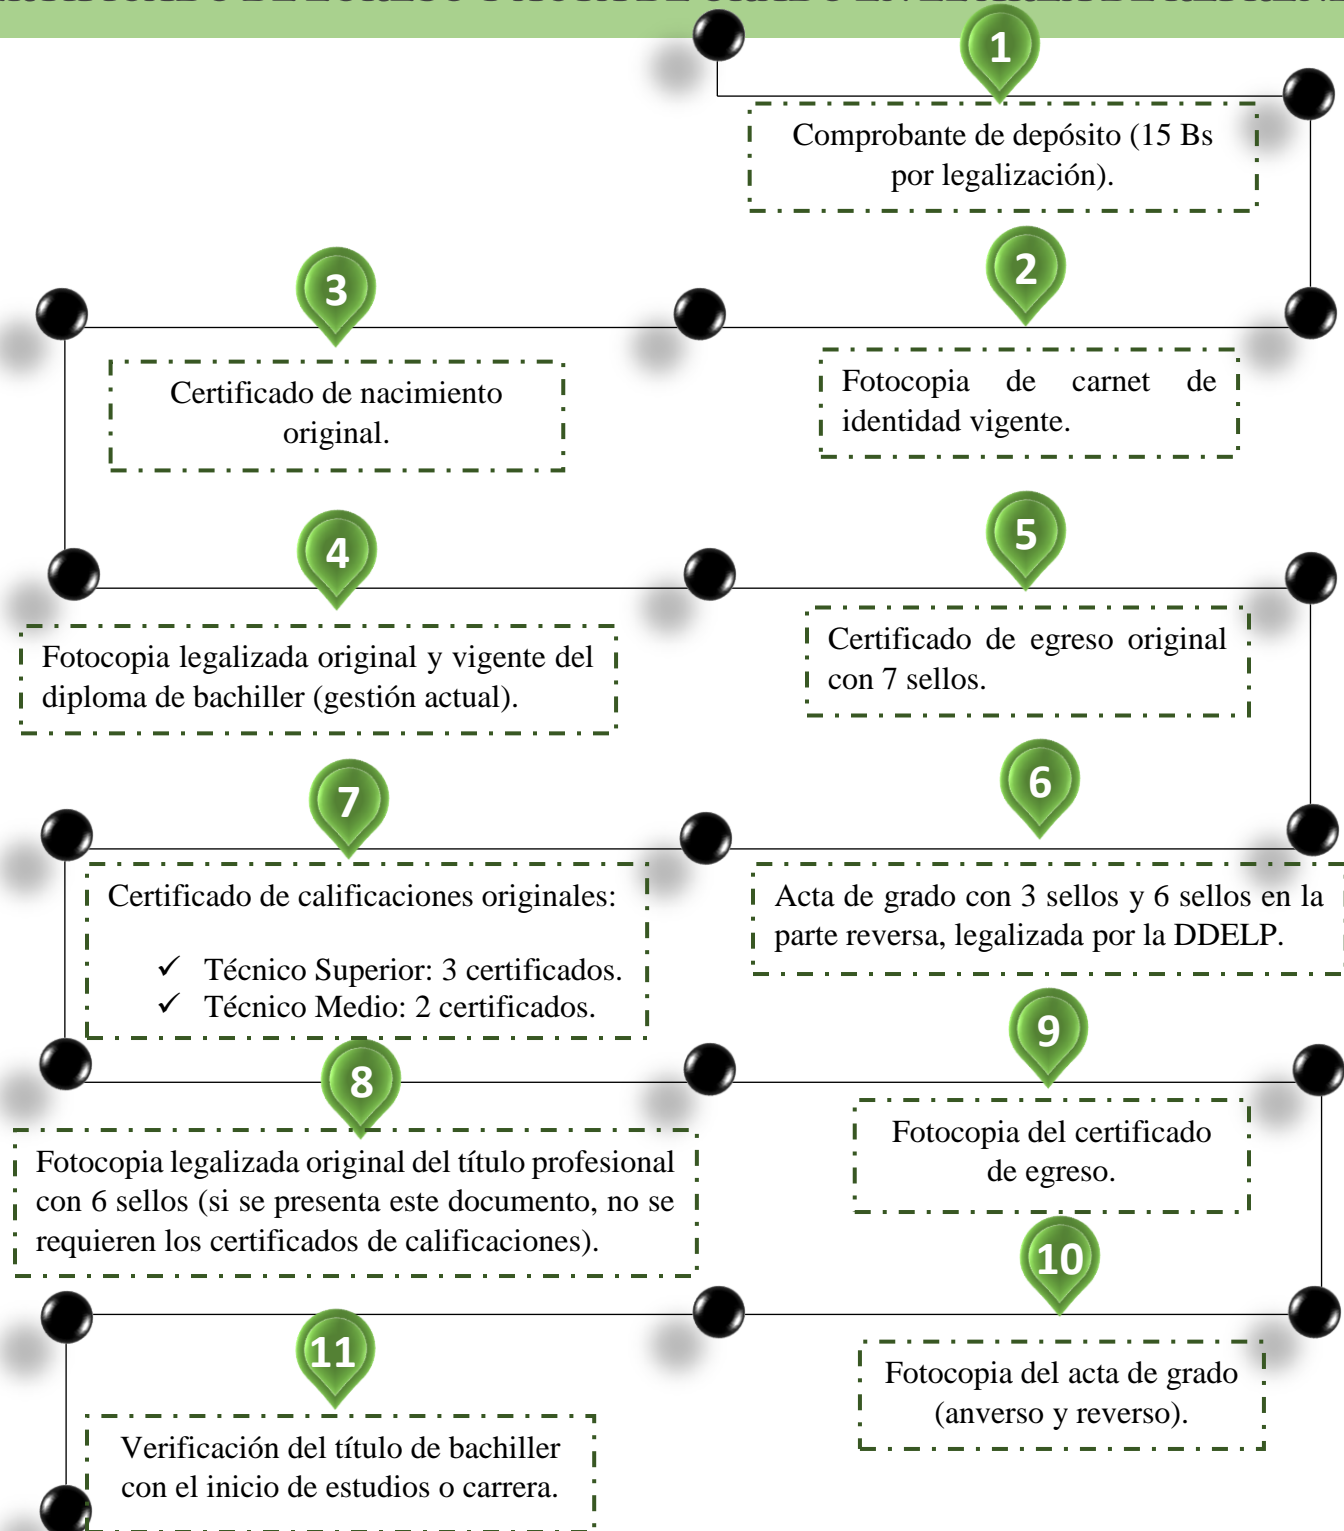 1
Comprobante de depósito (15 Bs
por legalización).
2
Fotocopia de carnet de
identidad vigente.
3
Certificado de nacimiento
original.
4
Fotocopia legalizada original y vigente del
diploma de bachiller (gestión actual).
5
Certificado de egreso original
con 7 sellos.
6
Acta de grado con 3 sellos y 6 sellos en la
parte reversa, legalizada por la DDELP.
7
Certificado de calificaciones originales:
✓ Técnico Superior: 3 certificados.
✓ Técnico Medio: 2 certificados.
8
Fotocopia legalizada original del título profesional
con 6 sellos (si se presenta este documento, no se
requieren los certificados de calificaciones).
9
Fotocopia del certificado
de egreso.
10
Fotocopia del acta de grado
(anverso y reverso).
11
Verificación del título de bachiller
con el inicio de estudios o carrera.